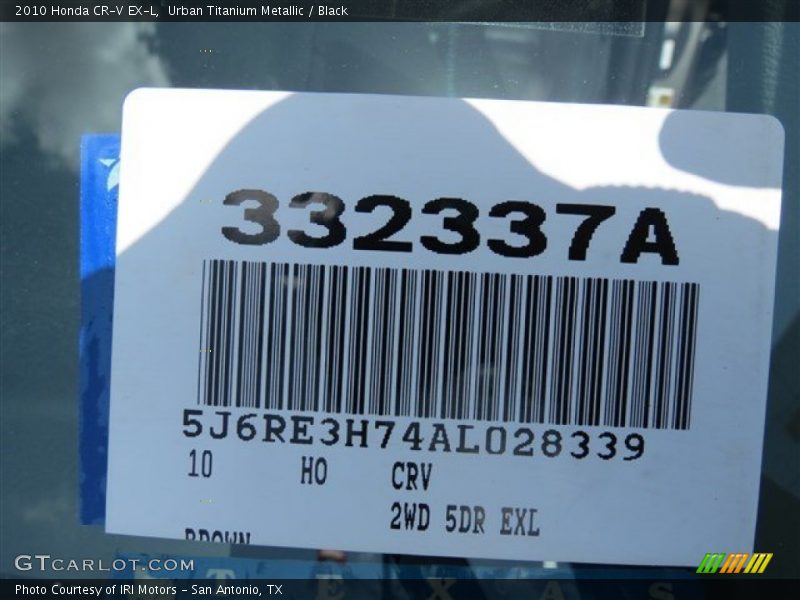 2010 Honda CR-V EX-L, Urban Titanium Metallic / Black
332337A
5J6RE3H74AL028339
10 HO CRV
2WD 5DR EXL
BROWN
GTCARLOT.COM
T E X A S
Photo Courtesy of IRI Motors - San Antonio, TX